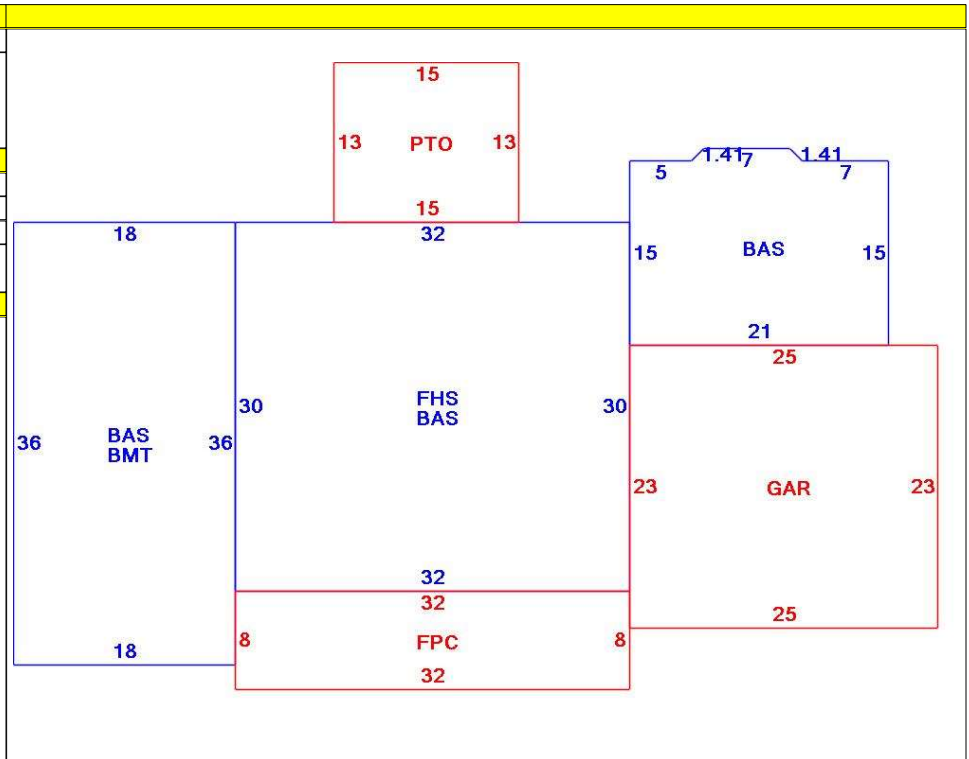 15
13 PTO 13
15
1.41 7 1.41
5 7
15 BAS 15
21
18
36 BAS 36
BMT
18
32
30 FHS 30
BAS
32
25
23 GAR 23
25
32
8 FPC 8
32